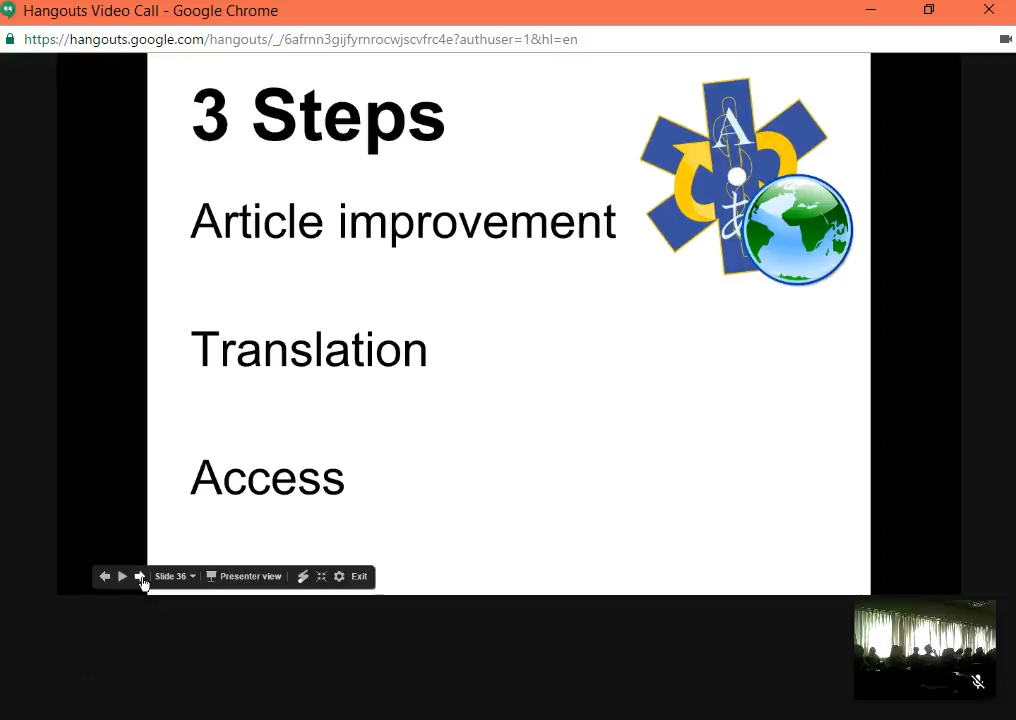 Hangouts Video Call - Google Chrome
https://hangouts.google.com/hangouts/_/6afrnn3gijfyrnrocwjscvfrc4e?authuser=1&hl=en
3 Steps
A
あ
Article improvement
Translation
Access
Slide 36 Presenter view Exit